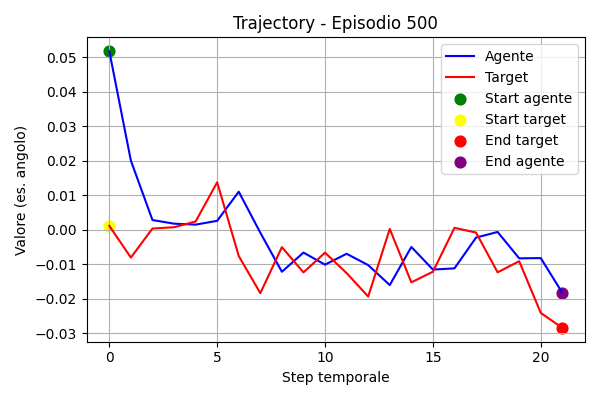 Trajectory - Episodio 500
Valore (es. angolo)
0.05
0.04
0.03
0.02
0.01
0.00
−0.01
−0.02
−0.03
Agente
Target
Start agente
Start target
End target
End agente
0 5 10 15 20
Step temporale